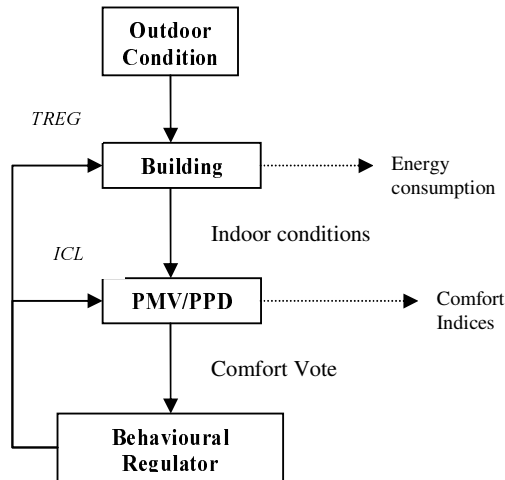 Outdoor
Condition
TREG
Building
Energy
consumption
Indoor conditions
ICL
PMV/PPD
Comfort
Indices
Comfort Vote
Behavioural
Regulator